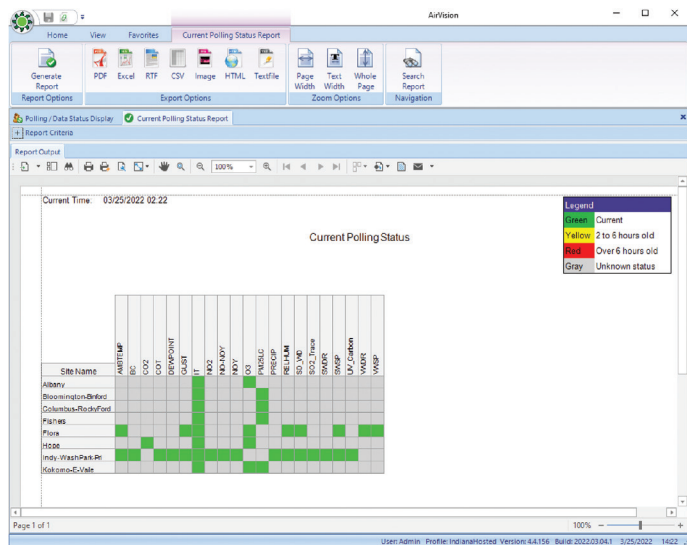 AirVision
Home View Favorites Current Polling Status Report
Generate Report
PDF Excel RTF CSV Image HTML Textfile
Page Width Text Width Whole Page
Search Report
Report Options Export Options Zoom Options Navigation
Polling / Data Status Display Current Polling Status Report
Report Criteria
Report Output
100%
Current Time: 03/25/2022 02:22
Current Polling Status
Legend
Green Current
Yellow 2 to 6 hours old
Red Over 6 hours old
Gray Unknown status
Site Name AMBTEMP BC CO2 COT DEWPOINT GUST IT NO2 NO-NOY NOY O3 PM25LC PRECIP RELHUM SD_WD SO2_Trace SWDR SWSP UV_Carbon VWDR VWSP
Albany
Bloomington-Binford
Columbus-RockyFord
Fishers
Flora
Hope
Indy-WashPark-Pri
Kokomo-E-Vaile
Page 1 of 1 100%
User: Admin Profile: IndianaHosted Version: 4.4.156 Build: 2022.03.04.1 3/25/2022 14:22